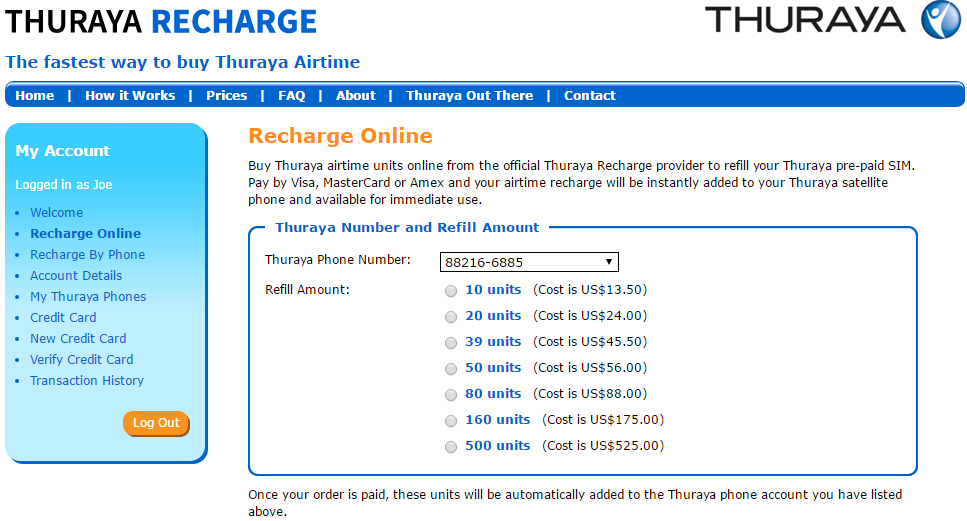 THURAYA RECHARGE
THURAYA
The fastest way to buy Thuraya Airtime
Home | How it Works | Prices | FAQ | About | Thuraya Out There | Contact
My Account
Logged in as Joe
• Welcome
• Recharge Online
• Recharge By Phone
• Account Details
• My Thuraya Phones
• Credit Card
• New Credit Card
• Verify Credit Card
• Transaction History
Log Out
Recharge Online
Buy Thuraya airtime units online from the official Thuraya Recharge provider to refill your Thuraya pre-paid SIM.
Pay by Visa, MasterCard or Amex and your airtime recharge will be instantly added to your Thuraya satellite
phone and available for immediate use.
Thuraya Number and Refill Amount
Thuraya Phone Number: 88216-6885
Refill Amount: 10 units (Cost is US$13.50)
20 units (Cost is US$24.00)
39 units (Cost is US$45.50)
50 units (Cost is US$56.00)
80 units (Cost is US$88.00)
160 units (Cost is US$175.00)
500 units (Cost is US$525.00)
Once your order is paid, these units will be automatically added to the Thuraya phone account you have listed
above.